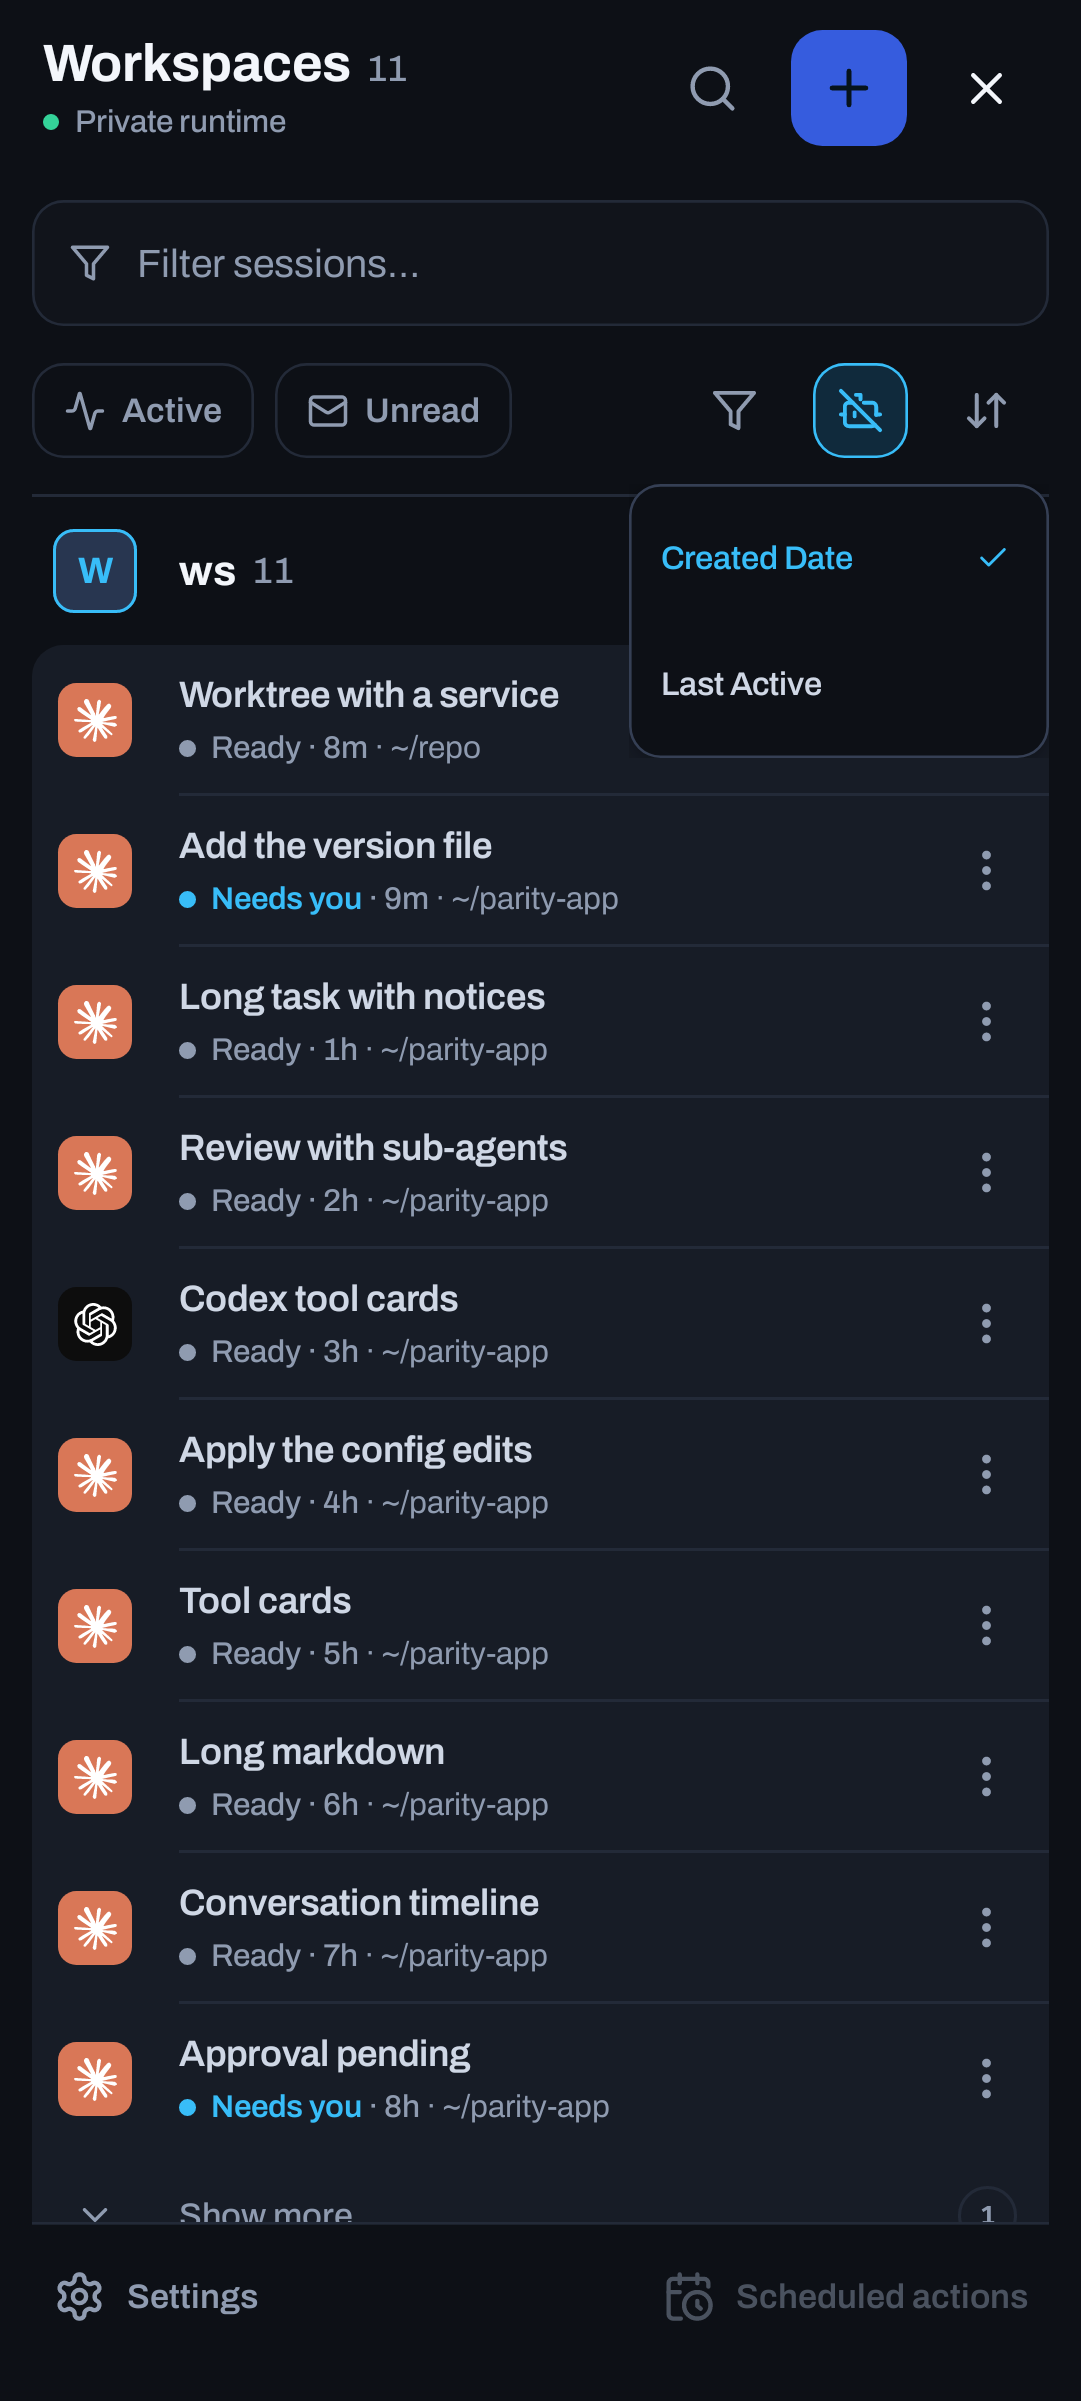 Workspaces 11
Private runtime
Filter sessions...
Active
Unread
Created Date
Last Active
W
ws 11
Worktree with a service
Ready · 8m · ~/repo
Add the version file
Needs you · 9m · ~/parity-app
Long task with notices
Ready · 1h · ~/parity-app
Review with sub-agents
Ready · 2h · ~/parity-app
Codex tool cards
Ready · 3h · ~/parity-app
Apply the config edits
Ready · 4h · ~/parity-app
Tool cards
Ready · 5h · ~/parity-app
Long markdown
Ready · 6h · ~/parity-app
Conversation timeline
Ready · 7h · ~/parity-app
Approval pending
Needs you · 8h · ~/parity-app
Show more 1
Settings
Scheduled actions